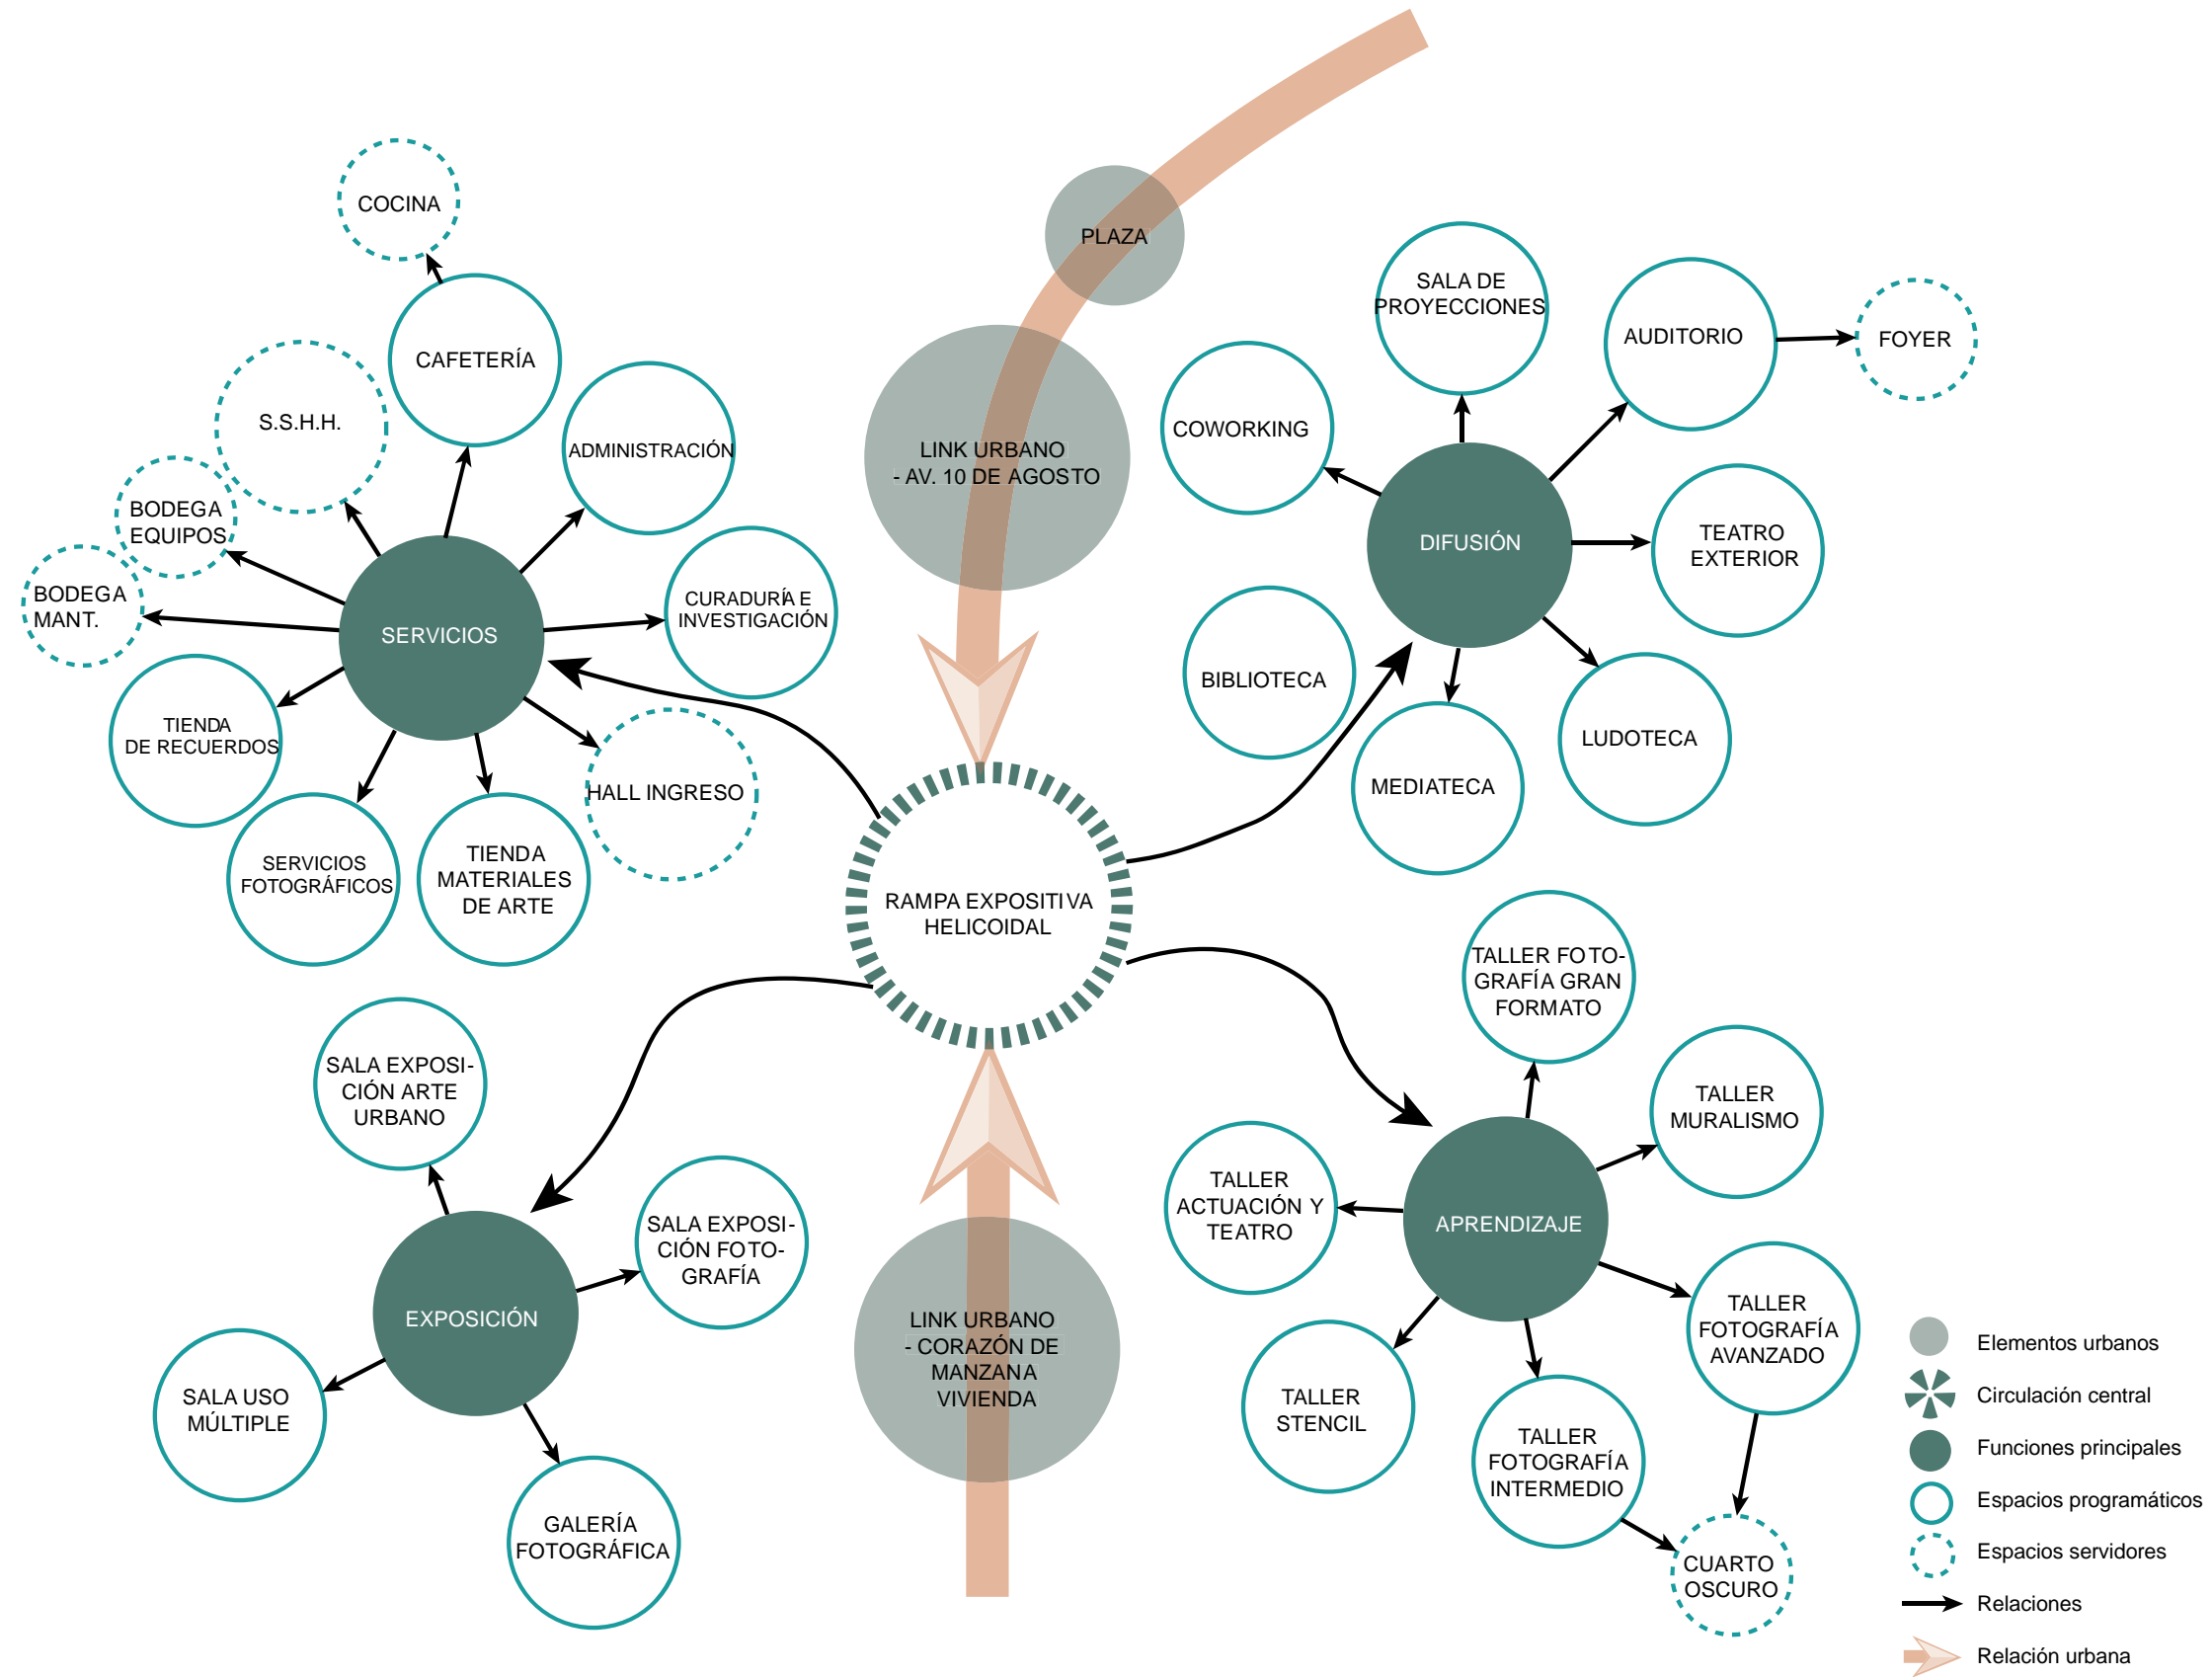 COCINA
CAFETERÍA
S.S.H.H.
ADMINISTRACIÓN
BODEGA
EQUIPOS
BODEGA
MANT.
SERVICIOS
CURADURÍA E
INVESTIGACIÓN
TIENDA
DE RECUERDOS
SERVICIOS
FOTOGRÁFICOS
TIENDA
MATERIALES
DE ARTE
HALL INGRESO
PLAZA
LINK URBANO
- AV. 10 DE AGOSTO
SALA DE
PROYECCIONES
AUDITORIO
FOYER
COWORKING
DIFUSIÓN
TEATRO
EXTERIOR
BIBLIOTECA
MEDIATECA
LUDOTECA
RAMPA EXPOSITIVA
HELICOIDAL
SALA EXPOSI-
CIÓN ARTE
URBANO
SALA EXPOSI-
CIÓN FOTO-
GRAFÍA
EXPOSICIÓN
SALA USO
MÚLTIPLE
GALERÍA
FOTOGRÁFICA
LINK URBANO
- CORAZÓN DE
MANZANA
VIVIENDA
TALLER FOTO-
GRAFÍA GRAN
FORMATO
TALLER
MURALISMO
TALLER
ACTUACIÓN Y
TEATRO
APRENDIZAJE
TALLER
STENCIL
TALLER
FOTOGRAFÍA
INTERMEDIO
TALLER
FOTOGRAFÍA
AVANZADO
CUARTO
OSCURO
Elementos urbanos
Circulación central
Funciones principales
Espacios programáticos
Espacios servidores
Relaciones
Relación urbana